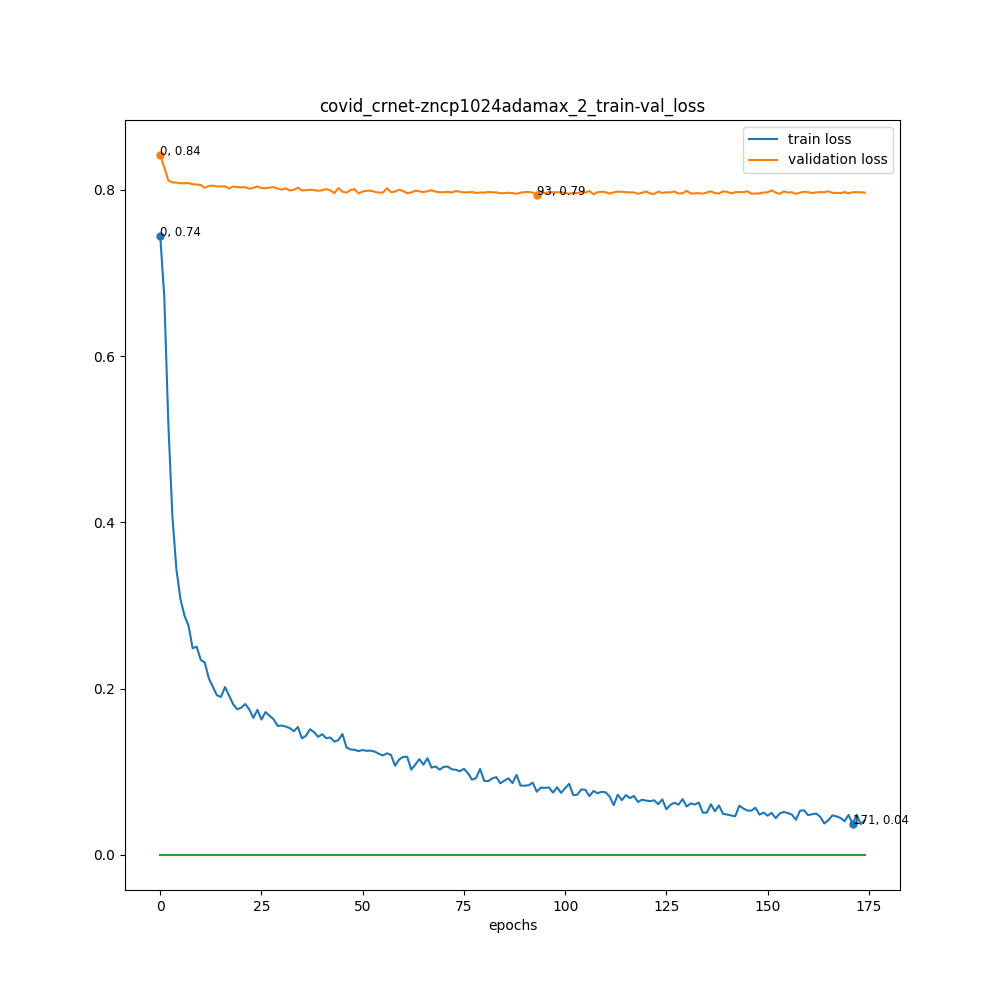 covid_crnet-zncp1024adamax_2_train-val_loss
train loss
validation loss
0, 0.84
93, 0.79
0, 0.74
171, 0.04
0.8
0.6
0.4
0.2
0.0
0 25 50 75 100 125 150 175
epochs